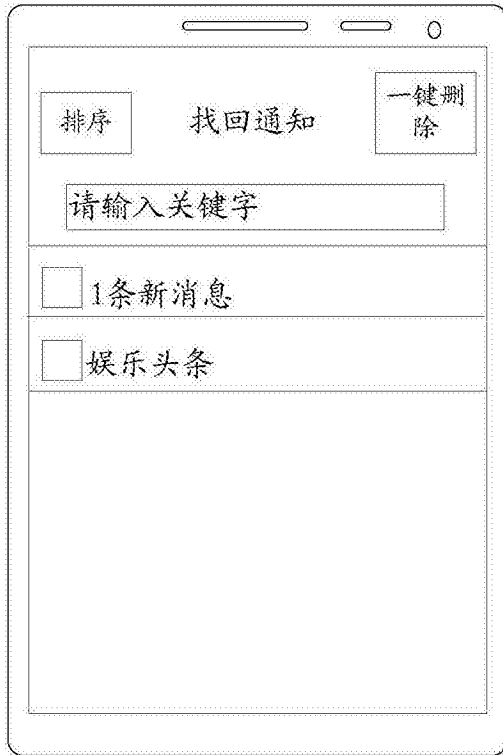 排序
找回通知
一键删
除
请输入关键字
1条新消息
娱乐头条